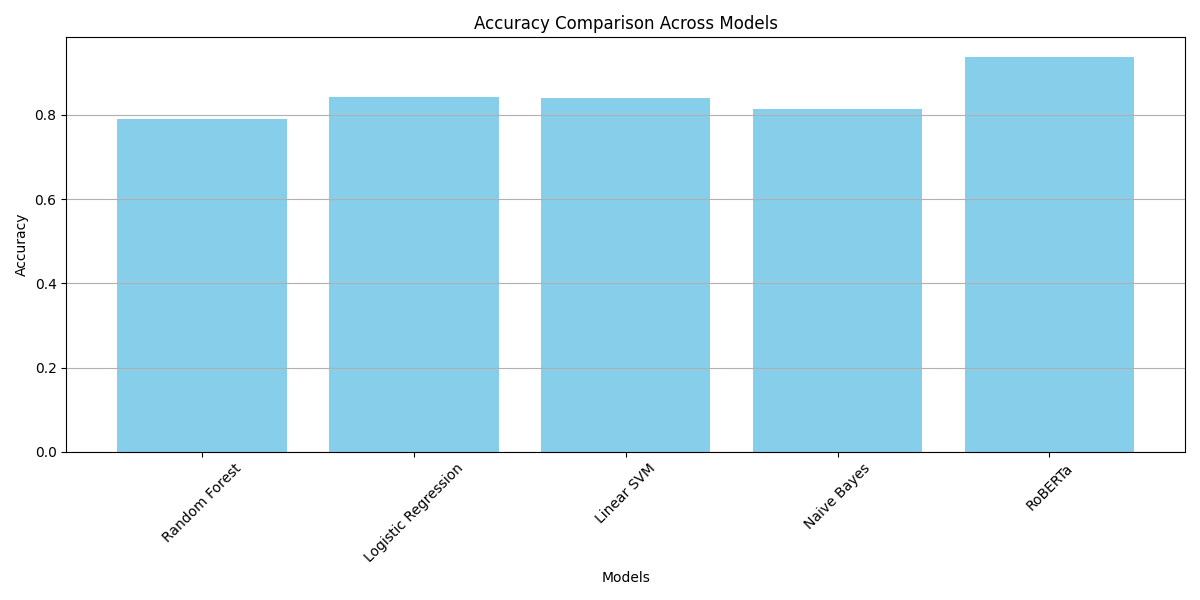 Accuracy Comparison Across Models
Accuracy
0.8
0.6
0.4
0.2
0.0
Random Forest
Logistic Regression
Linear SVM
Naive Bayes
RoBERTa
Models